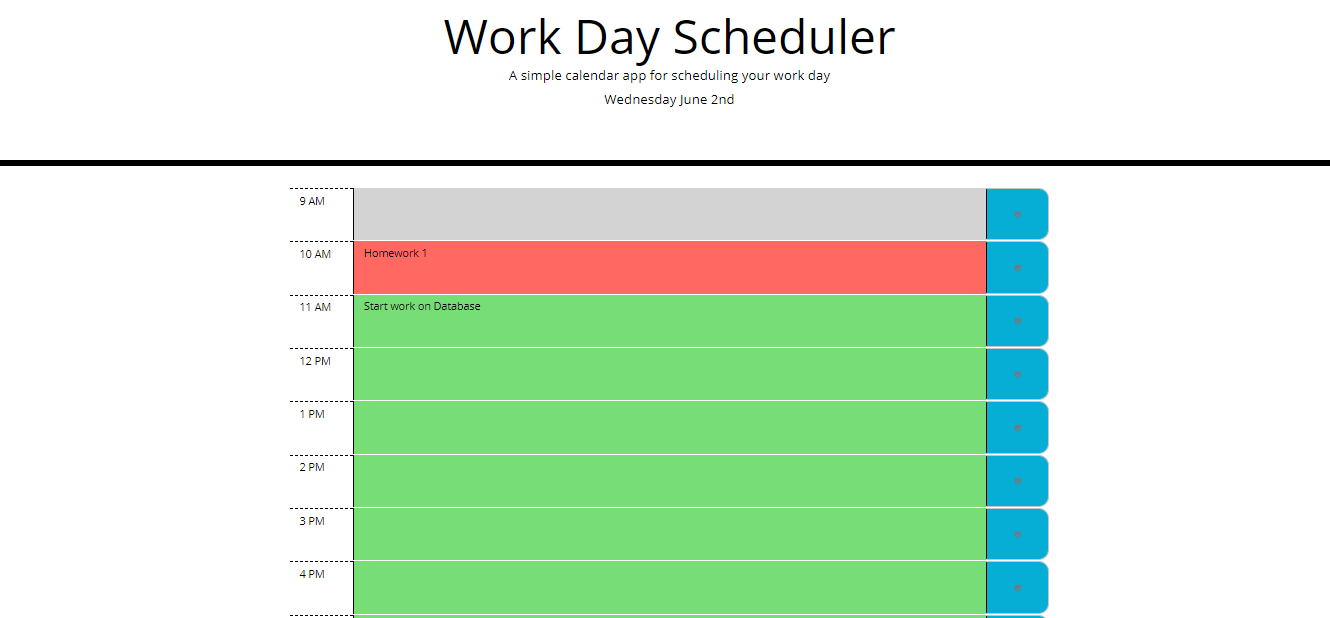 Work Day Scheduler
A simple calendar app for scheduling your work day
Wednesday June 2nd
9 AM
10 AM
Homework 1
11 AM
Start work on Database
12 PM
1 PM
2 PM
3 PM
4 PM